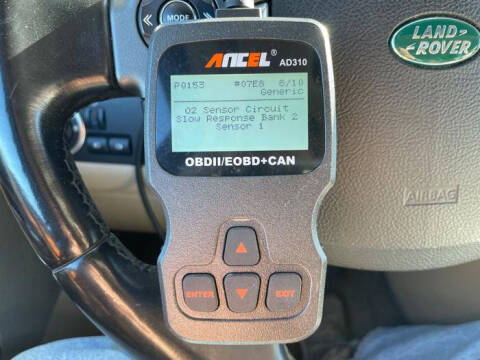 MODE
ANCEL®
AD310
P0153 #07E8 6/10
Generic
O2 Sensor Circuit
Slow Response Bank 2
Sensor 1
OBDII/EOBD+CAN
ENTER
EXIT
LAND
ROVER
AIRBAG